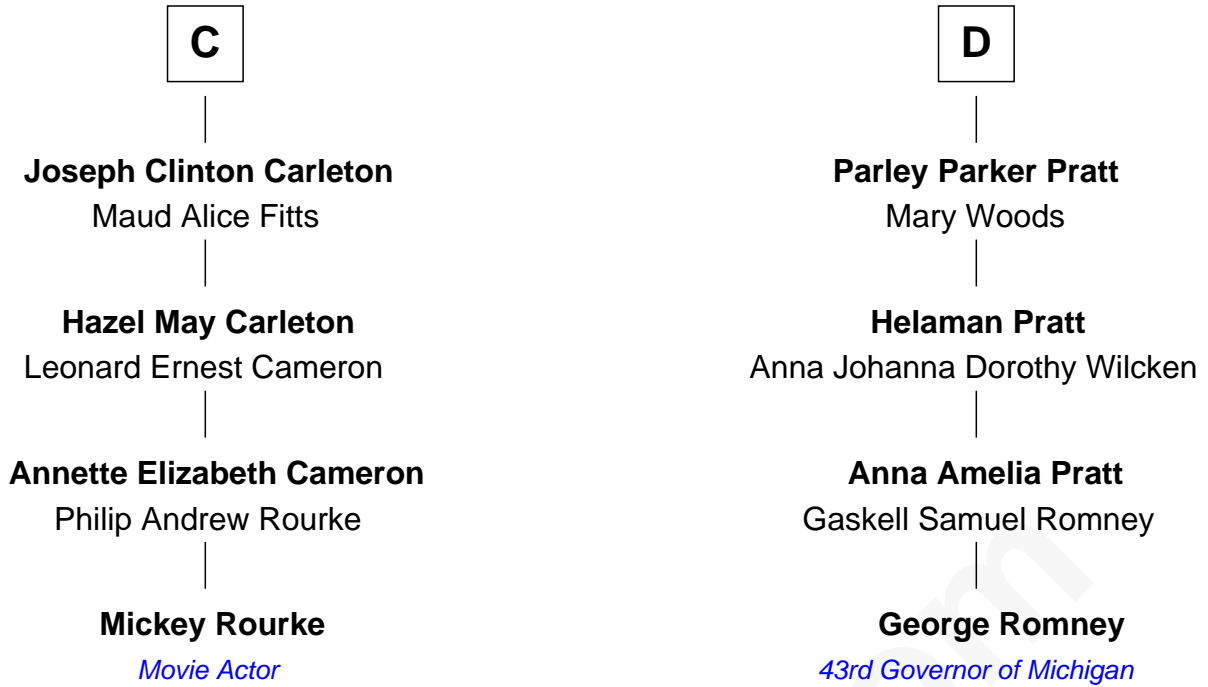 C
Joseph Clinton Carleton
Maud Alice Fitts
Hazel May Carleton
Leonard Ernest Cameron
Annette Elizabeth Cameron
Philip Andrew Rourke
Mickey Rourke
Movie Actor
D
Parley Parker Pratt
Mary Woods
Helaman Pratt
Anna Johanna Dorothy Wilcken
Anna Amelia Pratt
Gaskell Samuel Romney
George Romney
43rd Governor of Michigan